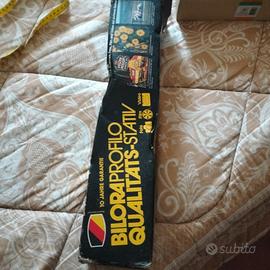 10 JAHRE GARANTIE
BILORA PROFILO
QUALITÄTS-STATIV
subito